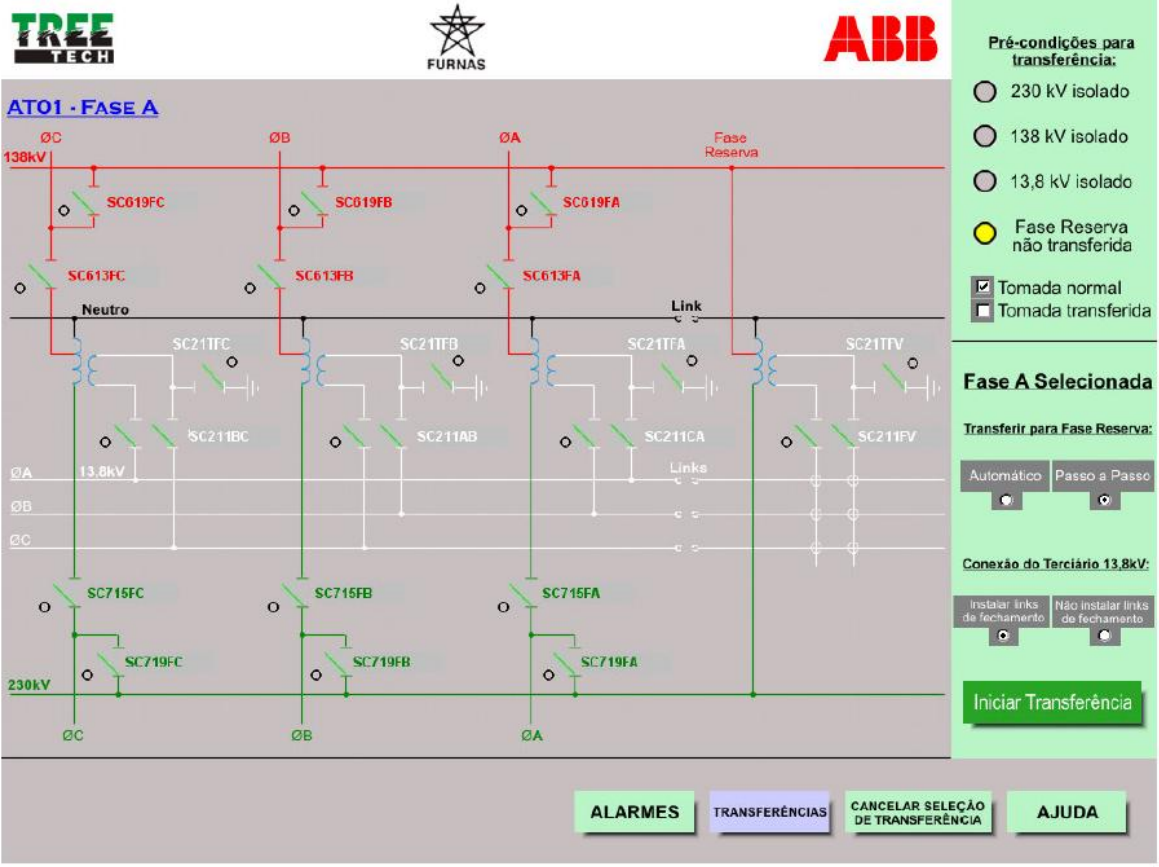 TREE
TECH
FURNAS
ABB
AT01 - FASE A
ØC
ØB
ØA
Fase
Reserva
138kV
SC619FC
SC619FB
SC619FA
SC613FC
SC613FB
SC613FA
Neutro
Link
SC21TFC
SC21TFB
SC21TFA
SC21TFV
SC211BC
SC211AB
SC211CA
SC211FV
ØA
13,8kV
Links
ØB
ØC
SC715FC
SC715FB
SC715FA
SC719FC
SC719FB
SC719FA
230kV
ØC
ØB
ØA
Pré-condições para
transferência:
230 kV isolado
138 kV isolado
13,8 kV isolado
Fase Reserva
não transferida
Tomada normal
Tomada transferida
Fase A Selecionada
Transferir para Fase Reserva:
Automático
Passo a Passo
Conexão do Terciário 13,8kV:
Instalar links
de fechamento
Não instalar links
de fechamento
Iniciar Transferência
ALARMES
TRANSFERÊNCIAS
CANCELAR SELEÇÃO
DE TRANSFERÊNCIA
AJUDA